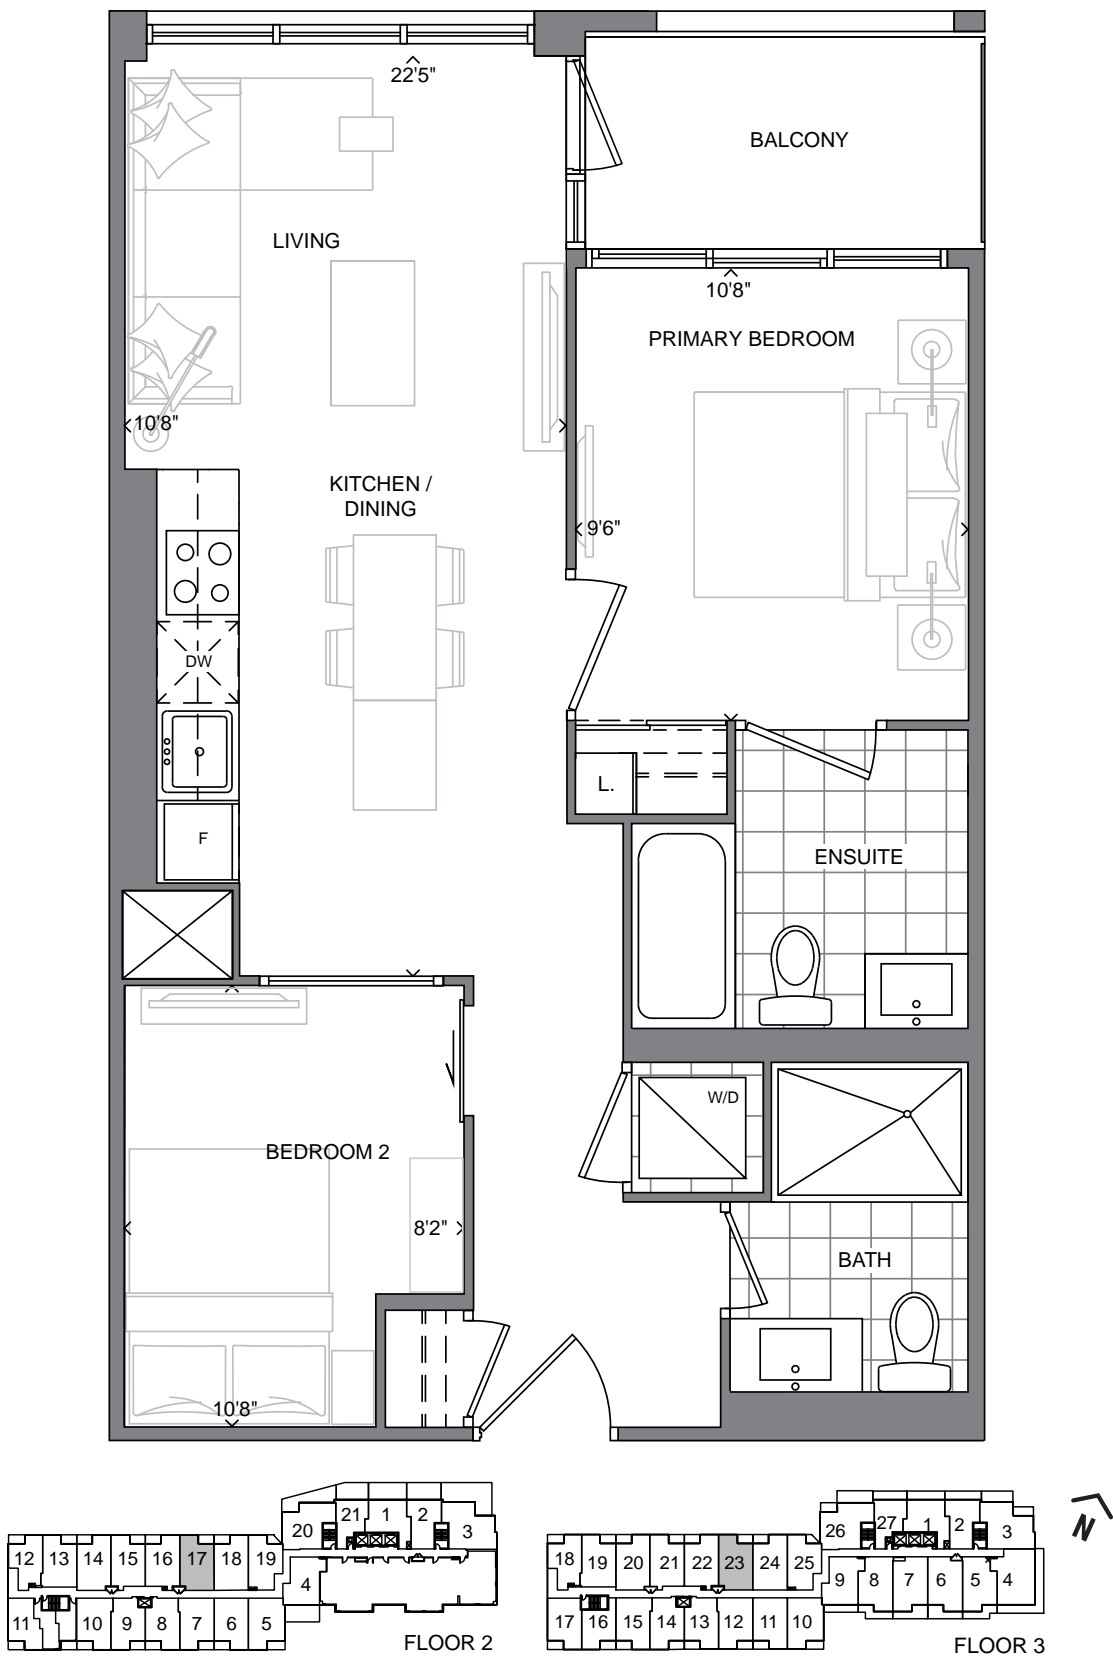 22'5"
BALCONY
LIVING
10'8"
PRIMARY BEDROOM
10'8"
KITCHEN /
DINING
9'6"
DW
L.
F
ENSUITE
W/D
BEDROOM 2
8'2"
BATH
10'8"
20 21 1 2 3
12 13 14 15 16 17 18 19
4
11 10 9 8 7 6 5
FLOOR 2
26 27 1 2 3
18 19 20 21 22 23 24 25
9 8 7 6 5 4
17 16 15 14 13 12 11 10
FLOOR 3
N